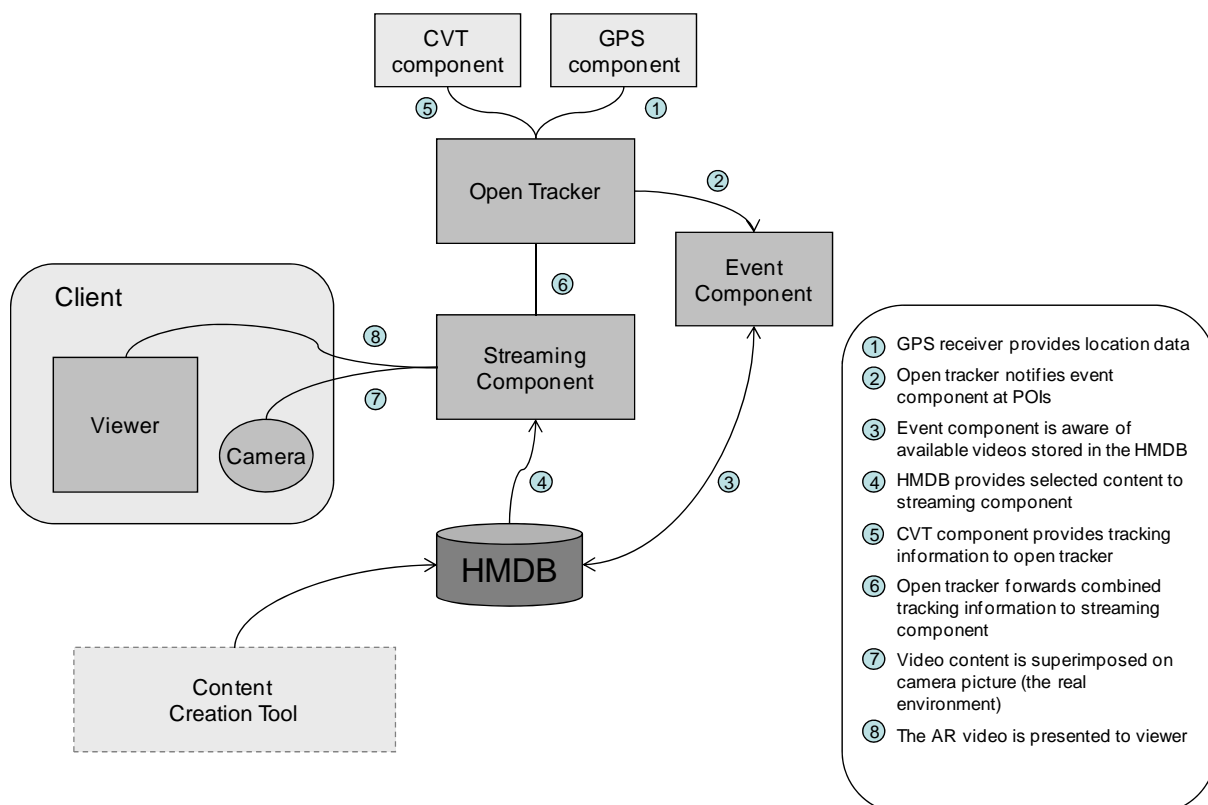 CVT
component
GPS
component
5
1
Open Tracker
2
Event
Component
6
Client
8
Streaming
Component
7
Viewer
Camera
4
3
HMDB
Content
Creation Tool
1 GPS receiver provides location data
2 Open tracker notifies event
component at POIs
3 Event component is aware of
available videos stored in the HMDB
4 HMDB provides selected content to
streaming component
5 CVT component provides tracking
information to open tracker
6 Open tracker forwards combined
tracking information to streaming
component
7 Video content is superimposed on
camera picture (the real
environment)
8 The AR video is presented to viewer